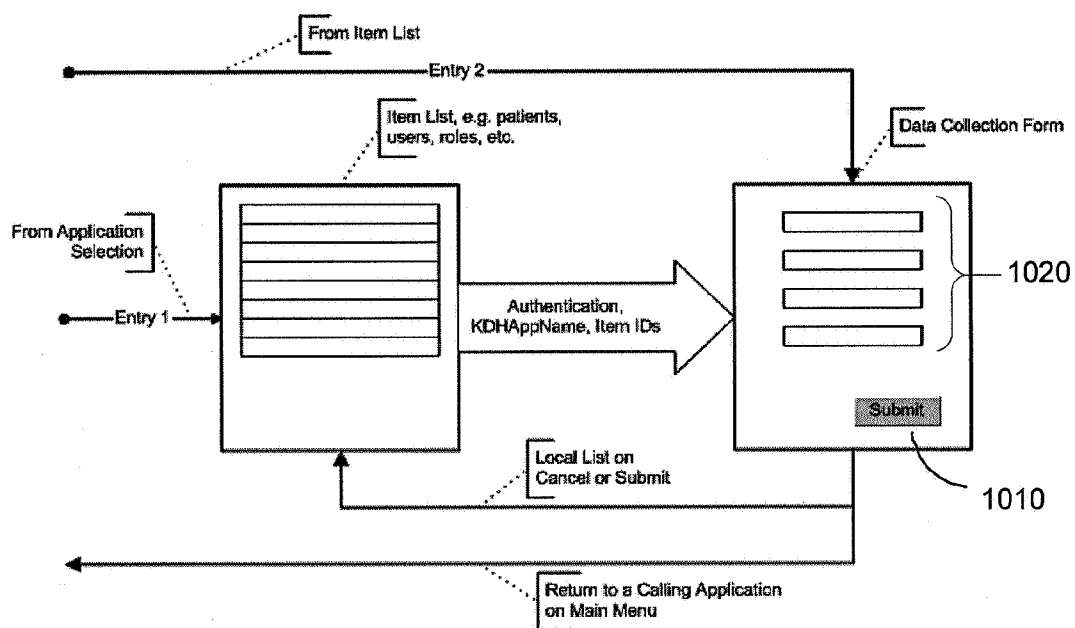 From Item List
Entry 2
Item List, e.g. patients,
users, roles, etc.
Data Collection Form
From Application
Selection
Entry 1
Authentication,
KDHAppName, Item IDs
1020
Submit
Local List on
Cancel or Submit
1010
Return to a Calling Application
on Main Menu